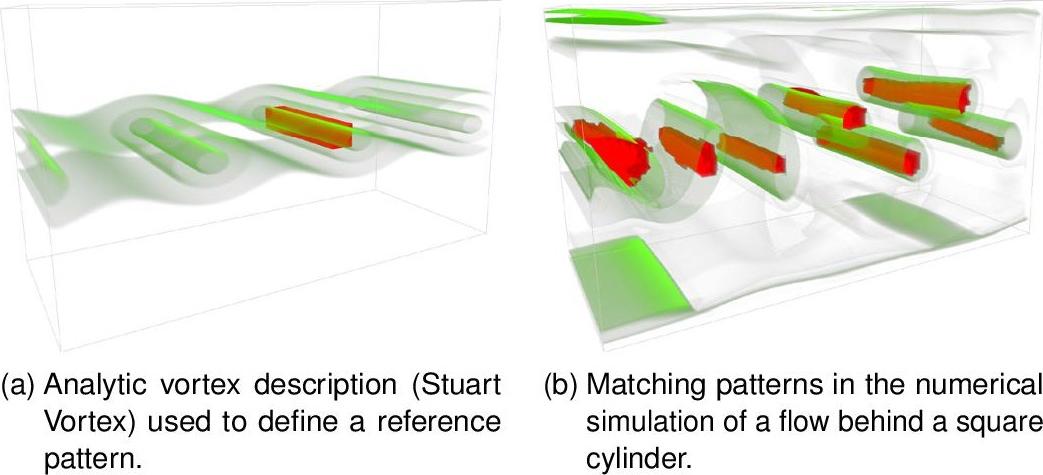 (a) Analytic vortex description (Stuart
Vortex) used to define a reference
pattern.
(b) Matching patterns in the numerical
simulation of a flow behind a square
cylinder.